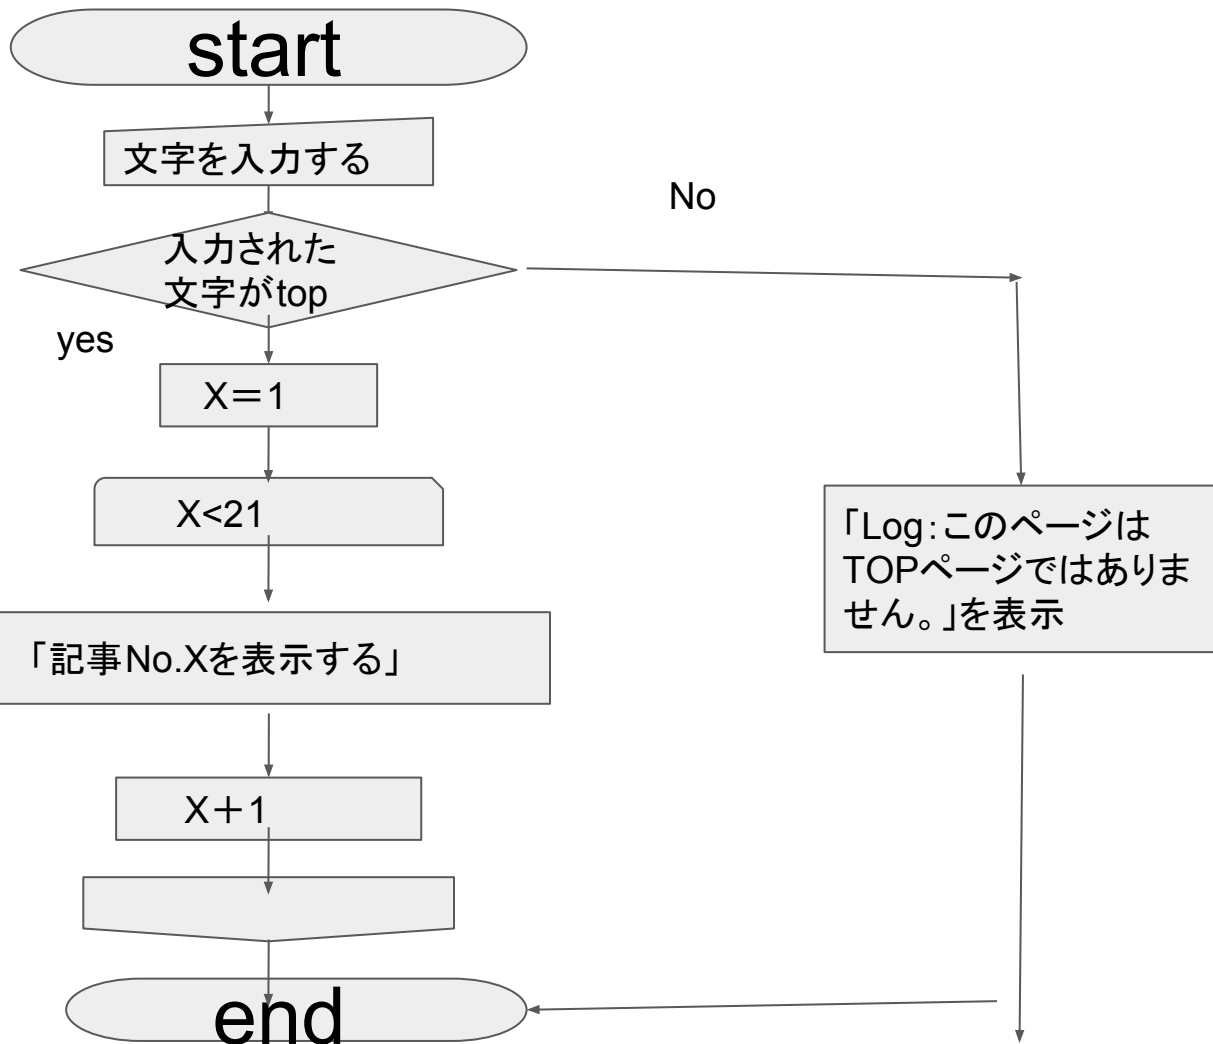 start
文字を入力する
No
入力された
文字がtop
yes
X＝1
X<21
「Log：このページは
TOPページではありま
せん。」を表示
「記事No.Xを表示する」
X＋1
end